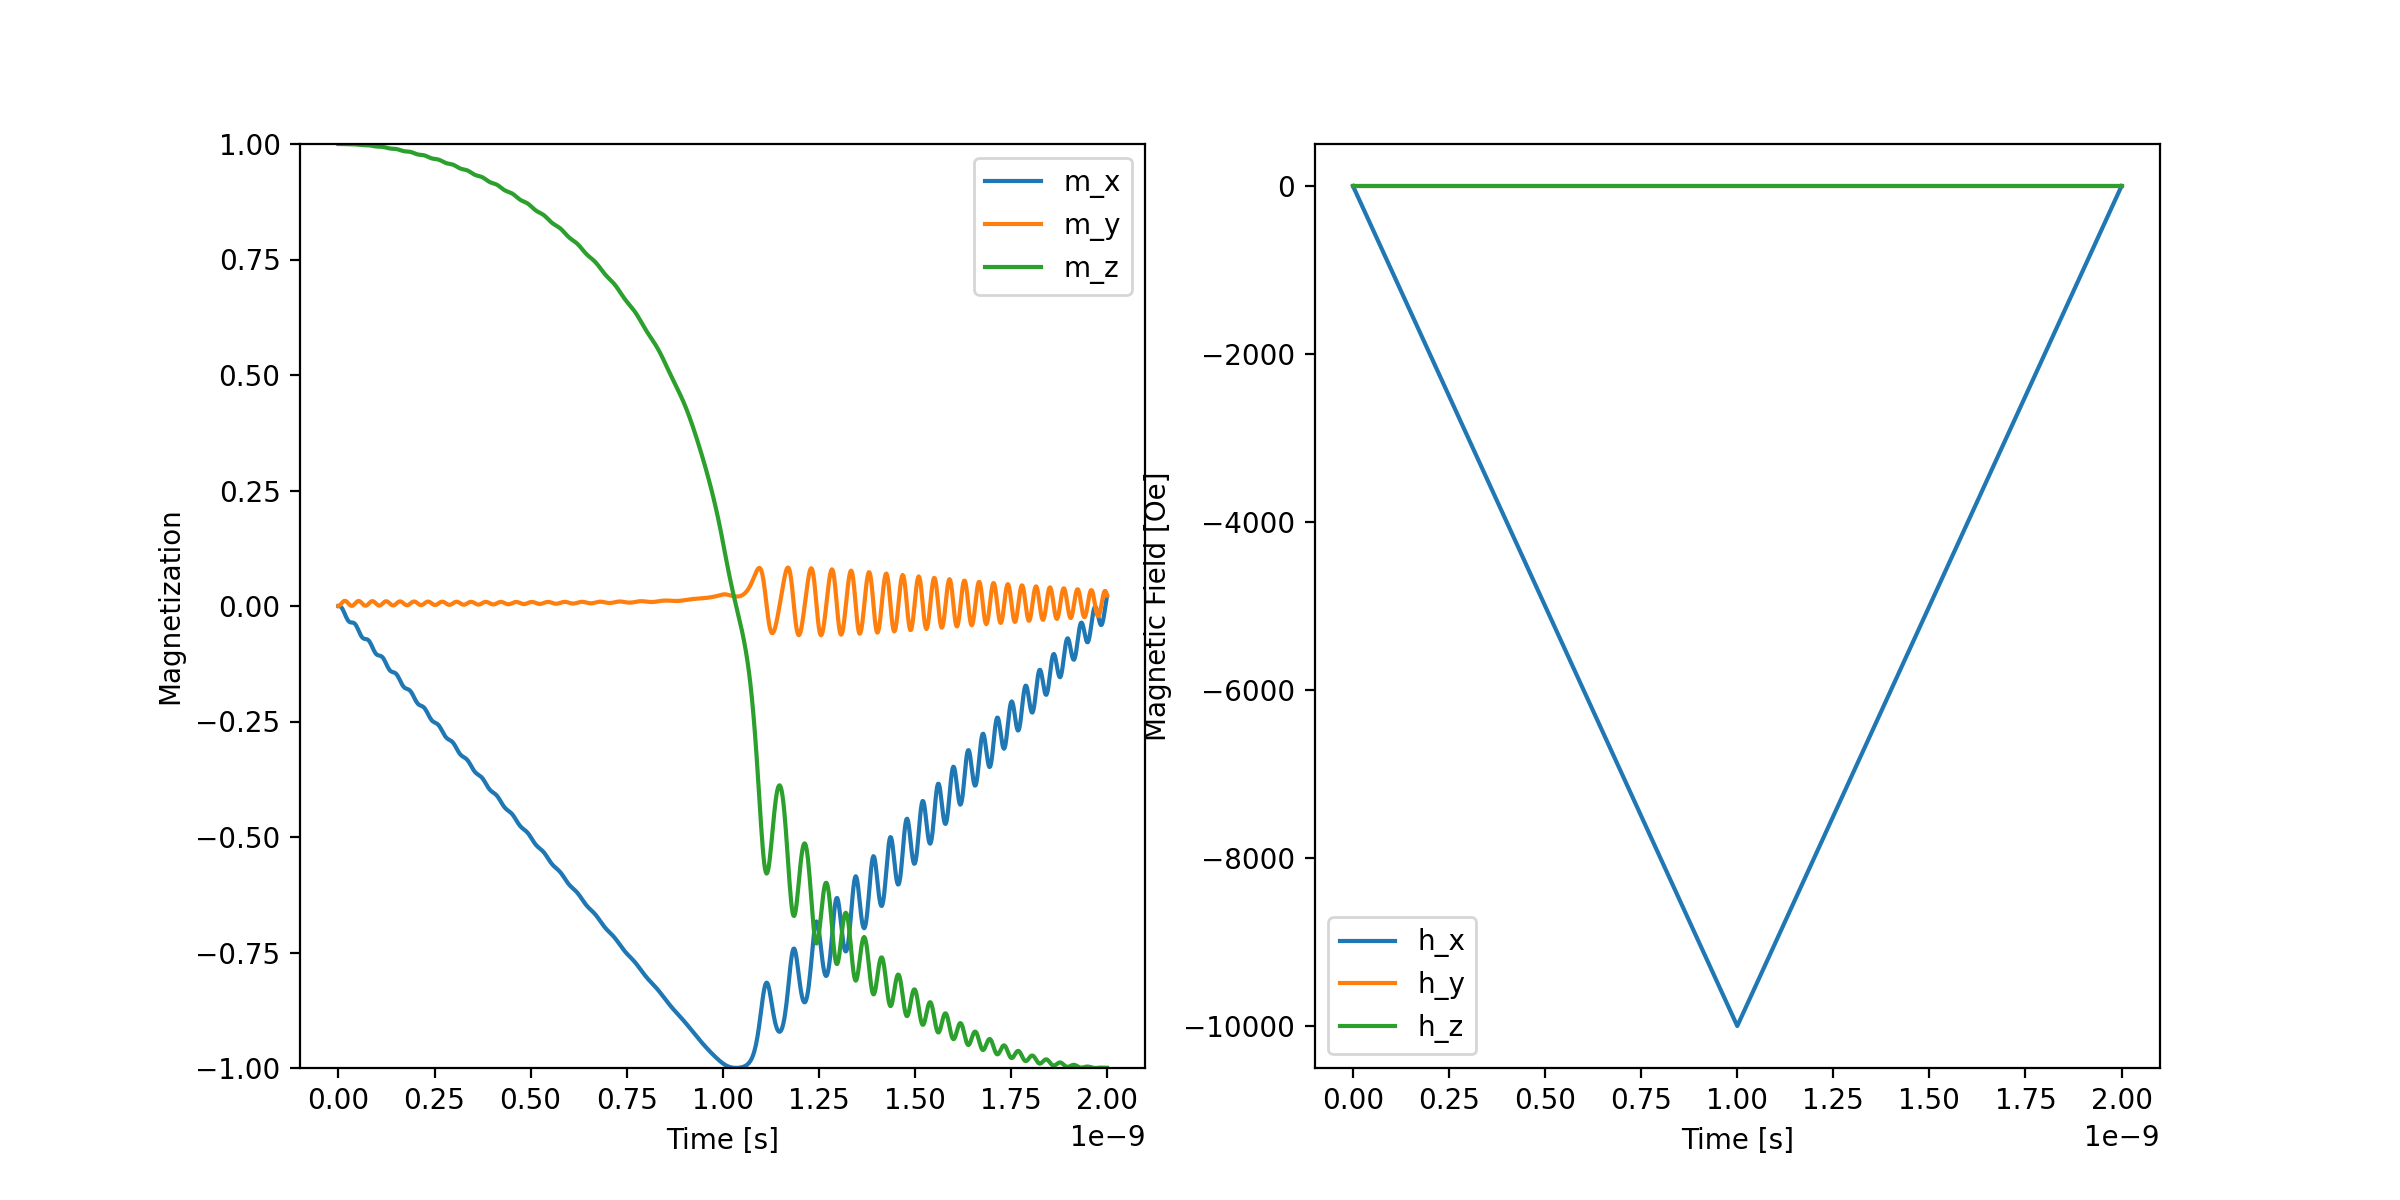 1.00
0.75
0.50
0.25
0.00
−0.25
−0.50
−0.75
−1.00
Magnetization
m_x
m_y
m_z
0.00 0.25 0.50 0.75 1.00 1.25 1.50 1.75 2.00
Time [s]
1e−9
0
−2000
−4000
−6000
−8000
−10000
Magnetic Field [Oe]
h_x
h_y
h_z
0.00 0.25 0.50 0.75 1.00 1.25 1.50 1.75 2.00
Time [s]
1e−9